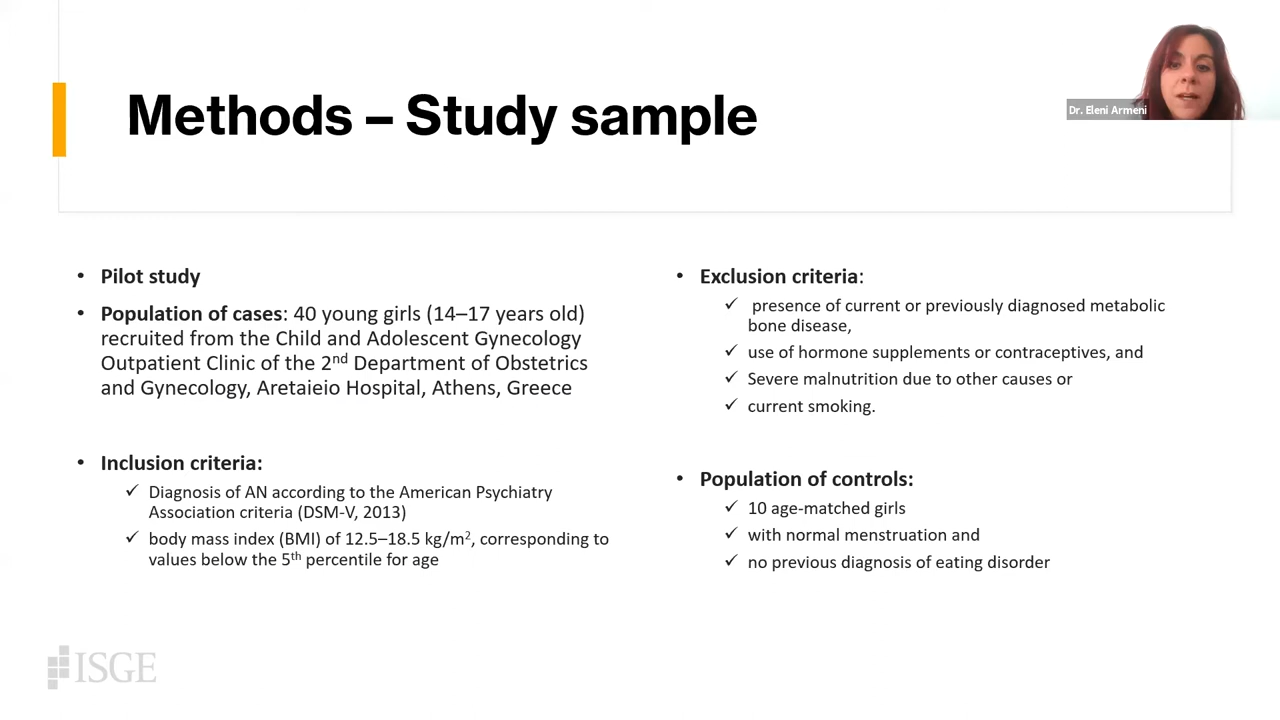 Methods – Study sample
Dr. Eleni Armeni
• Pilot study
• Population of cases: 40 young girls (14–17 years old)
recruited from the Child and Adolescent Gynecology
Outpatient Clinic of the 2nd Department of Obstetrics
and Gynecology, Aretaieio Hospital, Athens, Greece
• Inclusion criteria:
✓ Diagnosis of AN according to the American Psychiatry
Association criteria (DSM-V, 2013)
✓ body mass index (BMI) of 12.5–18.5 kg/m2, corresponding to
values below the 5th percentile for age
• Exclusion criteria:
✓ presence of current or previously diagnosed metabolic
bone disease,
✓ use of hormone supplements or contraceptives, and
✓ Severe malnutrition due to other causes or
✓ current smoking.
• Population of controls:
✓ 10 age-matched girls
✓ with normal menstruation and
✓ no previous diagnosis of eating disorder
ISGE